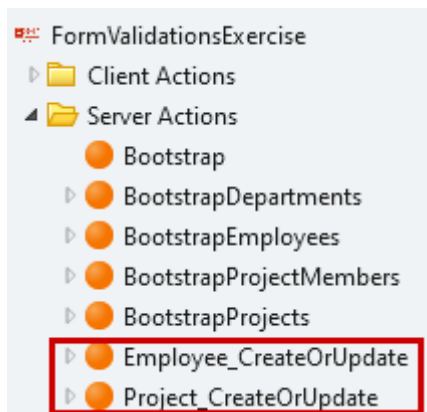 FormValidationsExercise
Client Actions
Server Actions
Bootstrap
BootstrapDepartments
BootstrapEmployees
BootstrapProjectMembers
BootstrapProjects
Employee_CreateOrUpdate
Project_CreateOrUpdate